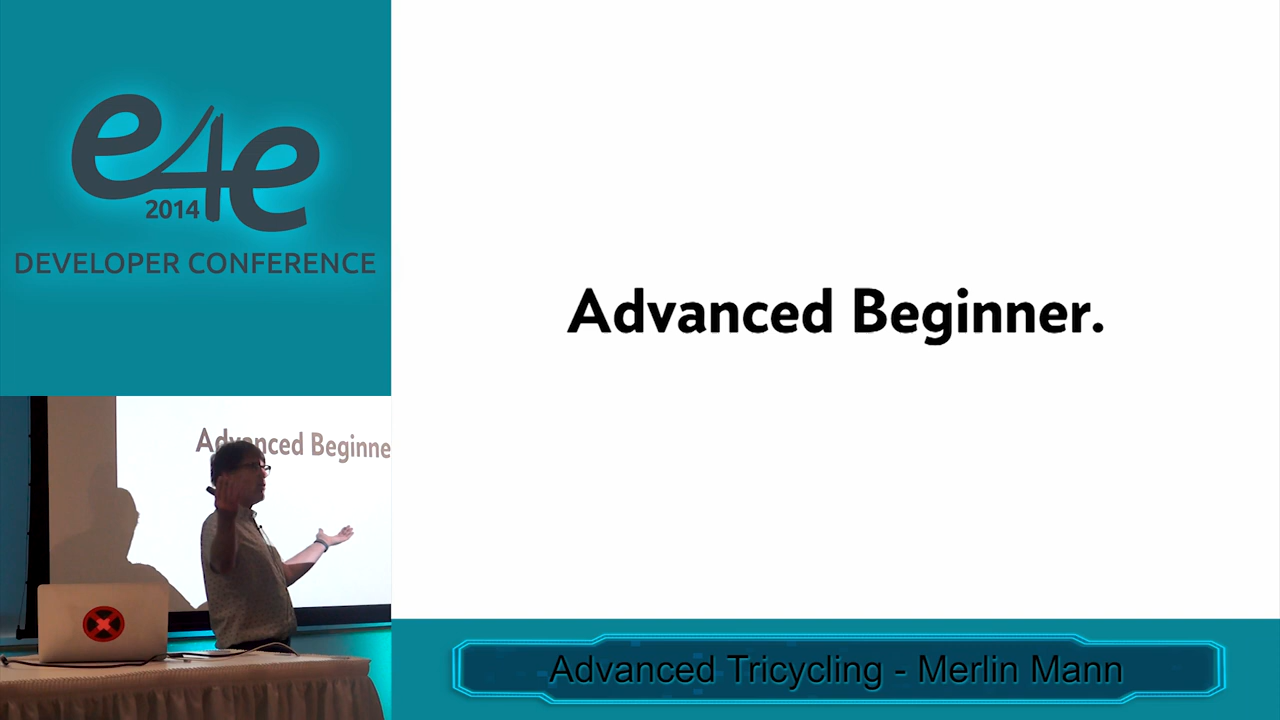 e4e
2014
DEVELOPER CONFERENCE
Advanced Beginner.
Advanced Beginne
Advanced Tricycling - Merlin Mann